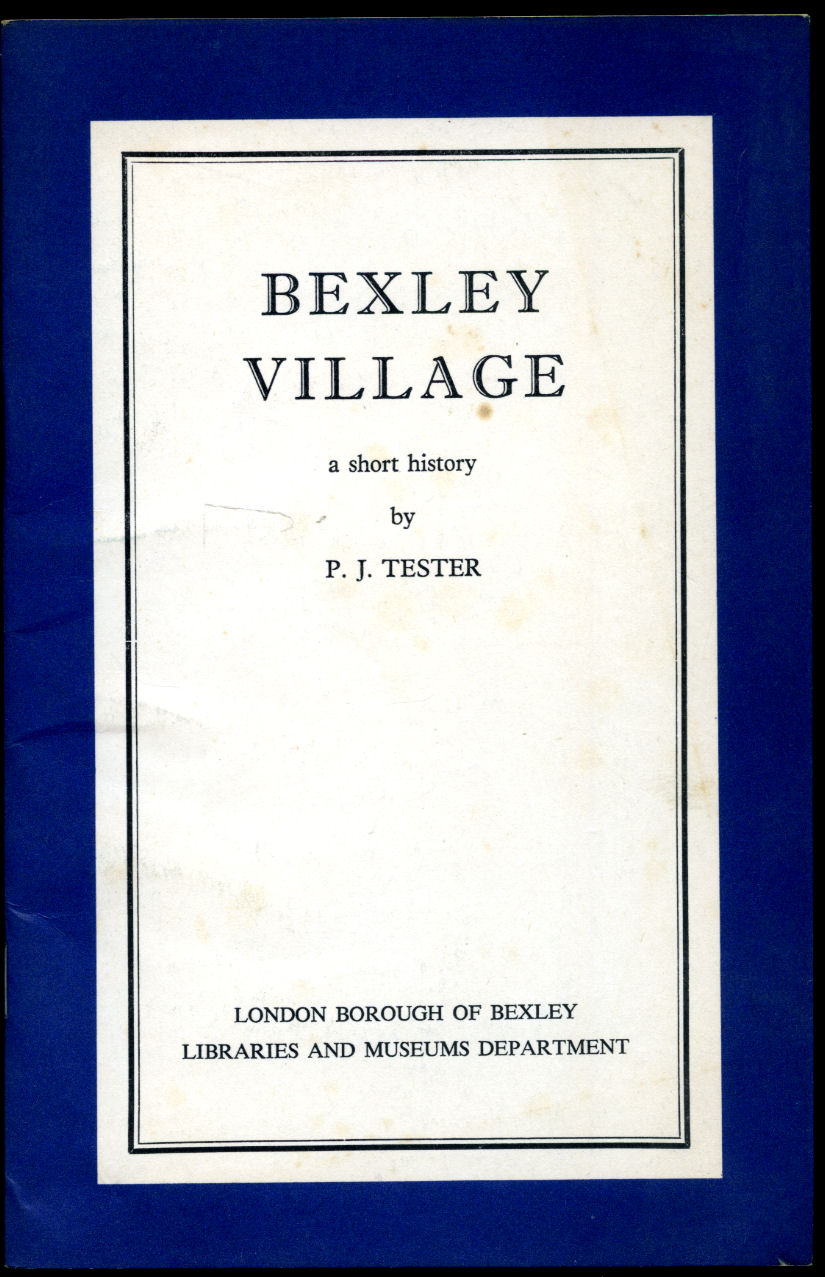 BEXLEY
VILLAGE
a short history
by
P. J. TESTER
LONDON BOROUGH OF BEXLEY
LIBRARIES AND MUSEUMS DEPARTMENT